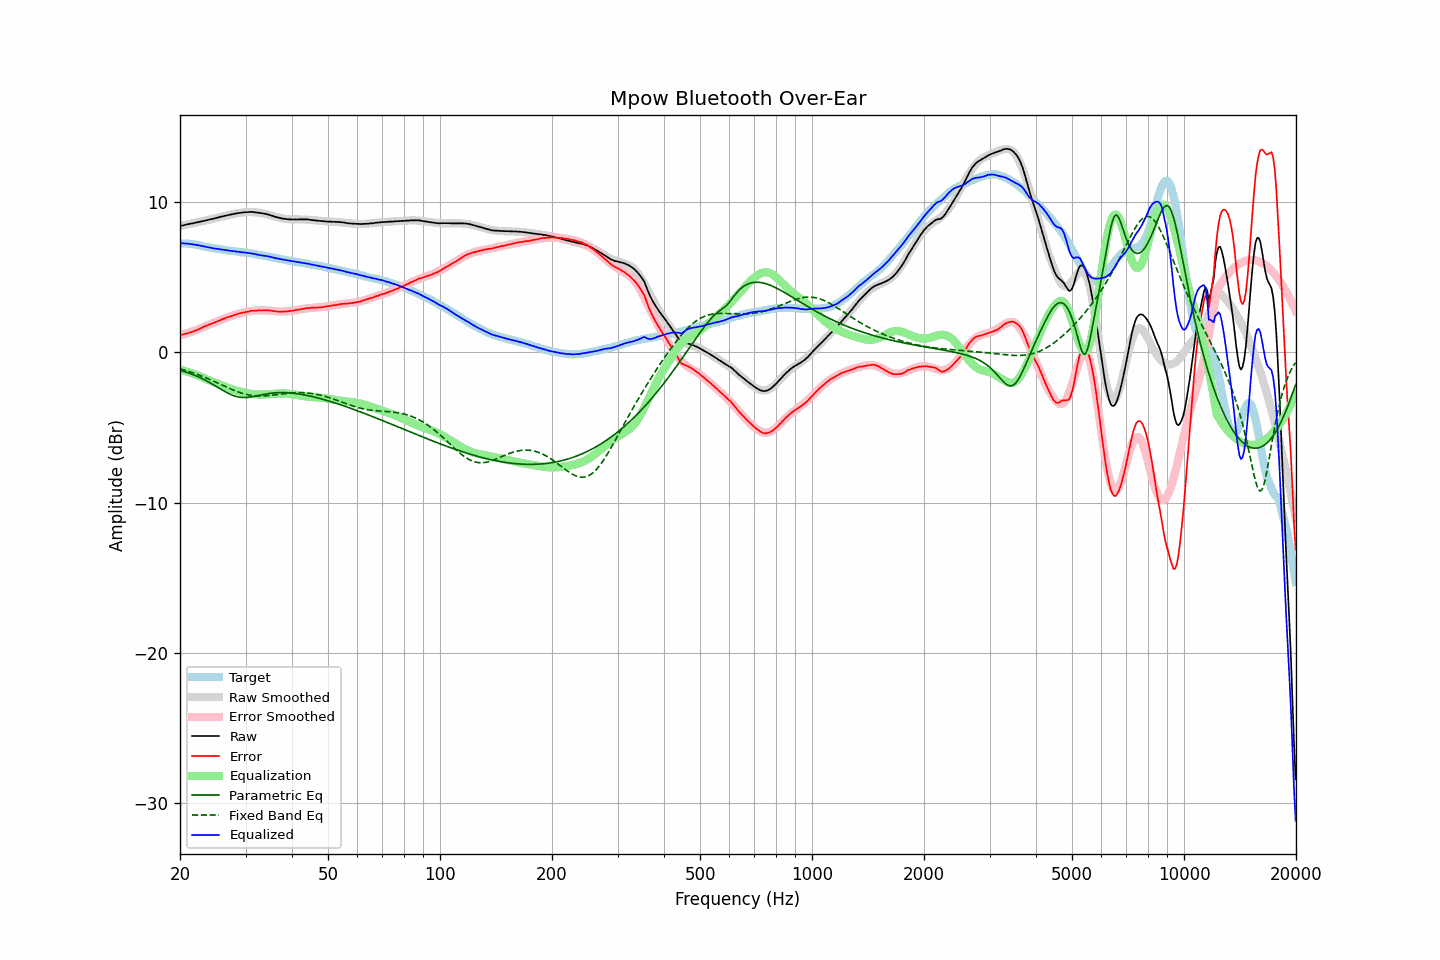 Mpow Bluetooth Over-Ear
Amplitude (dBr)
10
0
−10
−20
−30
Target
Raw Smoothed
Error Smoothed
Raw
Error
Equalization
Parametric Eq
Fixed Band Eq
Equalized
20 50 100 200 500 1000 2000 5000 10000 20000
Frequency (Hz)